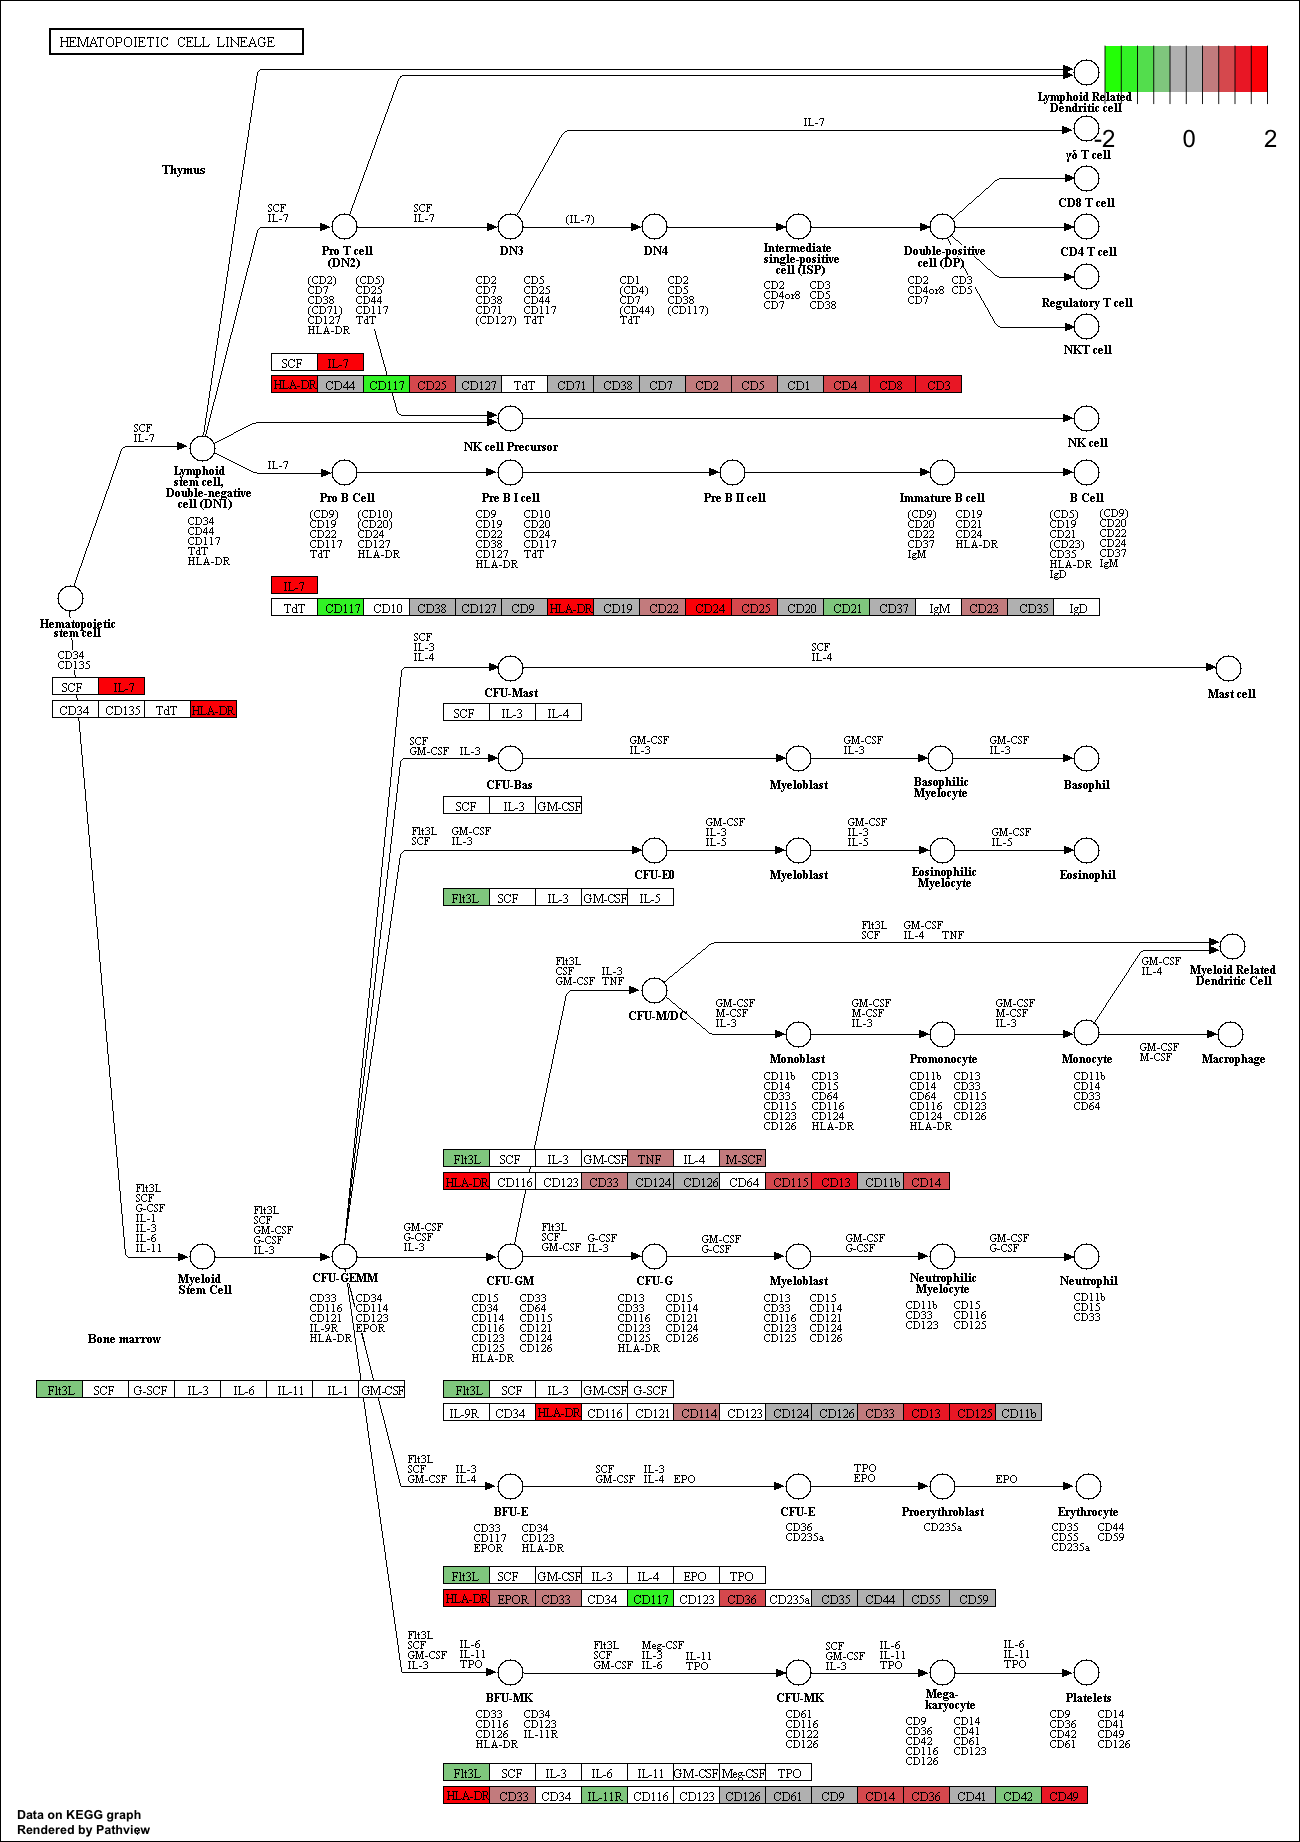 HEMATOPOIETIC CELL LINEAGE
-2 0 2
Lymphoid Related
Dendritic cell
IL-7
γδ T cell
Thymus
CD8 T cell
SCF
IL-7
SCF
IL-7
(IL-7)
Pro T cell
(DN2)
DN3
DN4
Intermediate
single-positive
cell (ISP)
Double-positive
cell (DP)
CD4 T cell
Regulatory T cell
NKT cell
(CD2) (CD5)
CD7 CD25
CD38 CD44
(CD71) CD117
CD127 TdT
HLA-DR
CD2 CD5
CD7 CD25
CD38 CD44
CD71 CD117
(CD127) TdT
CD1 CD2
(CD4) CD5
CD7 CD38
(CD44) (CD117)
TdT
CD2 CD3
CD4or8 CD5
CD7 CD38
CD2 CD3
CD4or8 CD5
CD7
SCF IL-7
HLA-DR CD44 CD117 CD25 CD127 TdT CD71 CD38 CD7 CD2 CD5 CD1 CD4 CD8 CD3
SCF
IL-7
NK cell Precursor
NK cell
Lymphoid
stem cell,
Double-negative
cell (DN1)
IL-7
CD34
CD44
CD117
TdT
HLA-DR
Pro B Cell
Pre B I cell
Pre B II cell
Immature B cell
B Cell
(CD9) (CD10)
CD19 (CD20)
CD22 CD24
CD117 CD127
TdT HLA-DR
CD9 CD10
CD19 CD20
CD22 CD24
CD38 CD117
CD127 TdT
HLA-DR
(CD9) CD19
CD20 CD21
CD22 CD24
CD37 HLA-DR
IgM
(CD5) (CD9)
CD19 CD20
CD21 CD22
(CD23) CD24
CD35 CD37
HLA-DR IgM
IgD
IL-7
TdT CD117 CD10 CD38 CD127 CD9 HLA-DR CD19 CD22 CD24 CD25 CD20 CD21 CD37 IgM CD23 CD35 IgD
Hematopoietic
stem cell
CD34
CD135
SCF IL-7
CD34 CD135 TdT HLA-DR
SCF
IL-3
IL-4
SCF
IL-4
CFU-Mast
Mast cell
SCF IL-3 IL-4
SCF
GM-CSF IL-3
GM-CSF
IL-3
GM-CSF
IL-3
GM-CSF
IL-3
CFU-Bas
Myeloblast
Basophilic
Myelocyte
Basophil
SCF IL-3 GM-CSF
Flt3L GM-CSF
SCF IL-3
GM-CSF
IL-3
IL-5
GM-CSF
IL-3
IL-5
GM-CSF
IL-5
CFU-E0
Myeloblast
Eosinophilic
Myelocyte
Eosinophil
Flt3L SCF IL-3 GM-CSF IL-5
Flt3L GM-CSF
SCF IL-4 TNF
Flt3L
CSF IL-3
GM-CSF TNF
GM-CSF
IL-4
Myeloid Related
Dendritic Cell
CFU-M/DC
GM-CSF
M-CSF
IL-3
GM-CSF
M-CSF
IL-3
GM-CSF
M-CSF
IL-3
GM-CSF
M-CSF
Monoblast
Promonocyte
Monocyte
Macrophage
CD11b CD13
CD14 CD15
CD33 CD64
CD115 CD116
CD123 CD124
CD126 HLA-DR
CD11b CD13
CD14 CD33
CD64 CD115
CD116 CD123
CD124 CD126
HLA-DR
CD11b
CD14
CD33
CD64
Flt3L SCF IL-3 GM-CSF TNF IL-4 M-SCF
HLA-DR CD116 CD123 CD33 CD124 CD126 CD64 CD115 CD13 CD11b CD14
Flt3L
SCF
G-CSF
IL-1
IL-3
IL-6
IL-11
Flt3L
SCF
GM-CSF
G-CSF
IL-3
GM-CSF
G-CSF
IL-3
Flt3L
SCF G-CSF
GM-CSF IL-3
GM-CSF
G-CSF
GM-CSF
G-CSF
GM-CSF
G-CSF
Myeloid
Stem Cell
CFU-GEMM
CFU-GM
CFU-G
Myeloblast
Neutrophilic
Myelocyte
Neutrophil
CD33 CD34
CD116 CD114
CD121 CD123
IL-9R EPOR
HLA-DR
CD15 CD33
CD34 CD64
CD114 CD115
CD116 CD121
CD123 CD124
CD125 CD126
HLA-DR
CD13 CD15
CD33 CD114
CD116 CD121
CD123 CD124
CD125 CD126
HLA-DR
CD13 CD15
CD33 CD114
CD116 CD121
CD123 CD124
CD125 CD126
CD11b CD15
CD33 CD116
CD123 CD125
CD11b
CD15
CD33
Bone marrow
Flt3L SCF G-SCF IL-3 IL-6 IL-11 IL-1 GM-CSF
Flt3L SCF IL-3 GM-CSF G-SCF
IL-9R CD34 HLA-DR CD116 CD121 CD114 CD123 CD124 CD126 CD33 CD13 CD125 CD11b
Flt3L
SCF IL-3
GM-CSF IL-4
SCF IL-3
GM-CSF IL-4 EPO
TPO
EPO
EPO
BFU-E
CFU-E
Proerythroblast
Erythrocyte
CD33 CD34
CD117 CD123
EPOR HLA-DR
CD36
CD235a
CD235a
CD35 CD44
CD55 CD59
CD235a
Flt3L SCF GM-CSF IL-3 IL-4 EPO TPO
HLA-DR EPOR CD33 CD34 CD117 CD123 CD36 CD235a CD35 CD44 CD55 CD59
Flt3L
SCF IL-6
GM-CSF IL-11
IL-3 TPO
Flt3L Meg-CSF
SCF IL-3 IL-11
GM-CSF IL-6 TPO
SCF IL-6
GM-CSF IL-11
IL-3 TPO
IL-6
IL-11
TPO
BFU-MK
CFU-MK
Mega-
karyocyte
Platelets
CD33 CD34
CD116 CD123
CD126 IL-11R
HLA-DR
CD61
CD116
CD122
CD126
CD9 CD14
CD36 CD41
CD42 CD61
CD116 CD123
CD126
CD9 CD14
CD36 CD41
CD42 CD49
CD61 CD126
Flt3L SCF IL-3 IL-6 IL-11 GM-CSF Meg-CSF TPO
HLA-DR CD33 CD34 IL-11R CD116 CD123 CD126 CD61 CD9 CD14 CD36 CD41 CD42 CD49
Data on KEGG graph
Rendered by Pathview